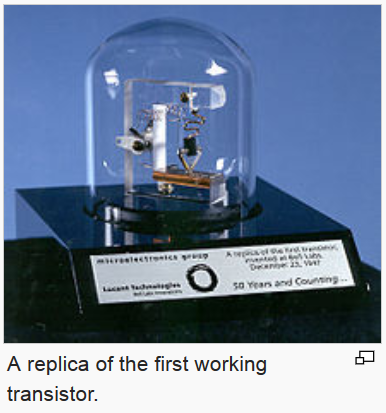 microelectronics group
Lucent Technologies
Bell Labs Innovations
A replica of the first transistor,
invented at Bell Labs,
December 23, 1947
50 Years and Counting...
A replica of the first working
transistor.